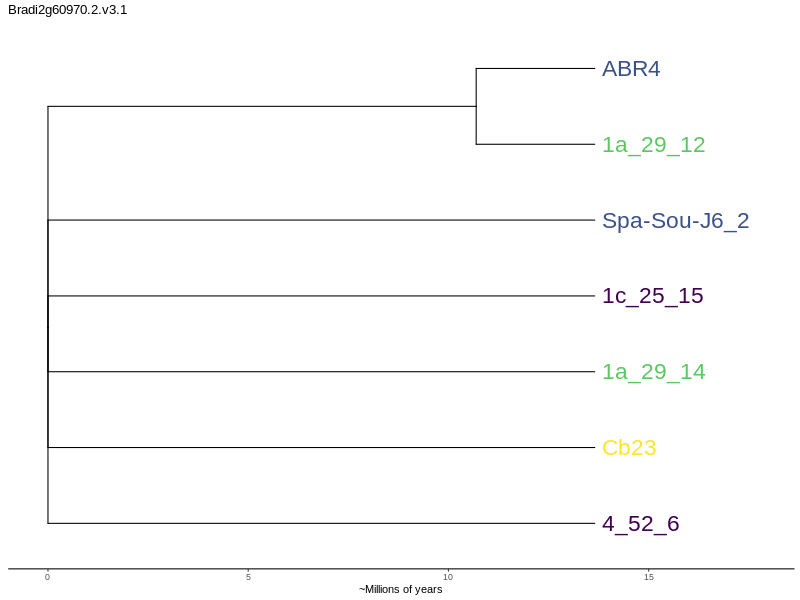 Bradi2g60970.2.v3.1
ABR4
1a_29_12
Spa-Sou-J6_2
1c_25_15
1a_29_14
Cb23
4_52_6
0 5 10 15
~Millions of years